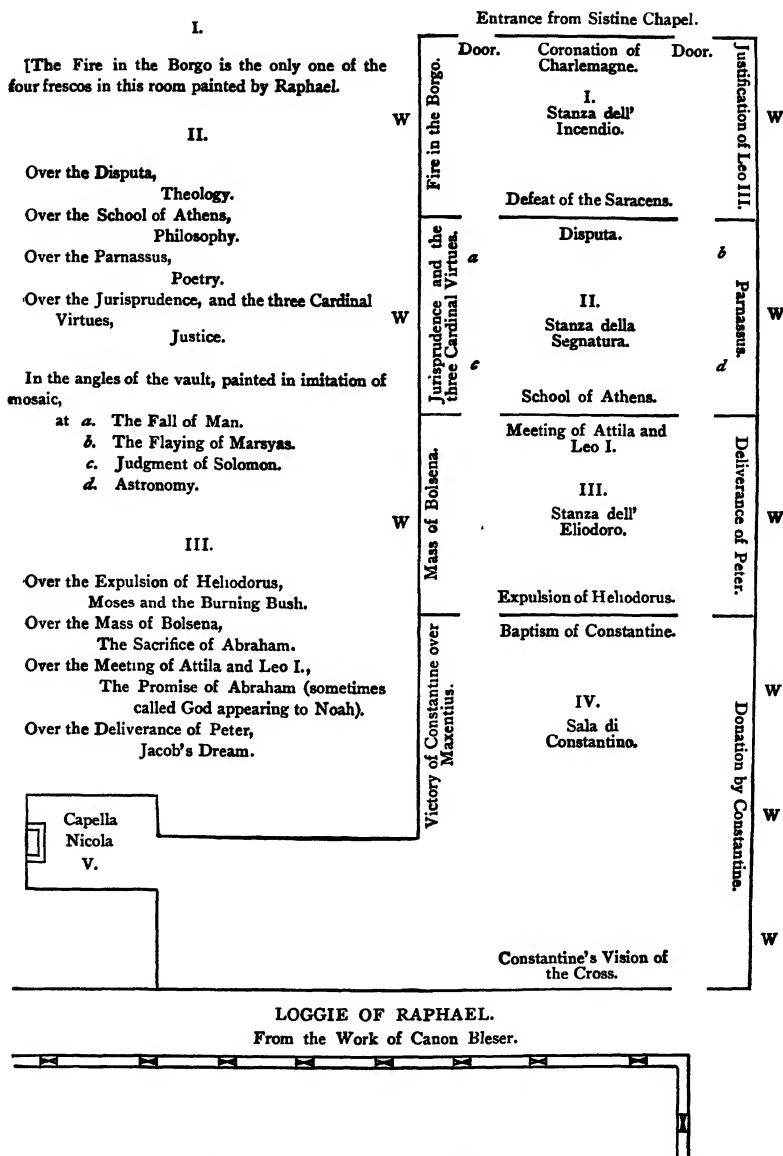 I.
[The Fire in the Borgo is the only one of the
four frescos in this room painted by Raphael.
II.
Over the Disputa,
Theology.
Over the School of Athens,
Philosophy.
Over the Parnassus,
Poetry.
Over the Jurisprudence, and the three Cardinal
Virtues,
Justice.
In the angles of the vault, painted in imitation of
mosaic,
at a. The Fall of Man.
b. The Flaying of Marsyas.
c. Judgment of Solomon.
d. Astronomy.
III.
Over the Expulsion of Heliodorus,
Moses and the Burning Bush.
Over the Mass of Bolsena,
The Sacrifice of Abraham.
Over the Meeting of Attila and Leo I.,
The Promise of Abraham (sometimes
called God appearing to Noah).
Over the Deliverance of Peter,
Jacob's Dream.
Capella
Nicola
V.
Entrance from Sistine Chapel.
Door.
Coronation of
Charlemagne.
Door.
W
Fire in the Borgo.
I.
Stanza dell'
Incendio.
Justification of Leo III.
W
Defeat of the Saracens.
Disputa.
a
b
W
Jurisprudence and the
three Cardinal Virtues.
II.
Stanza della
Segnatura.
Parnassus.
W
c
d
School of Athens.
Meeting of Attila and
Leo I.
W
Mass of Bolsena.
III.
Stanza dell'
Eliodoro.
Deliverance of Peter.
W
Expulsion of Heliodorus.
Baptism of Constantine.
Victory of Constantine over
Maxentius.
IV.
Sala di
Constantino.
Donation by Constantine.
W
W
W
Constantine's Vision of
the Cross.
LOGGIE OF RAPHAEL.
From the Work of Canon Bleser.